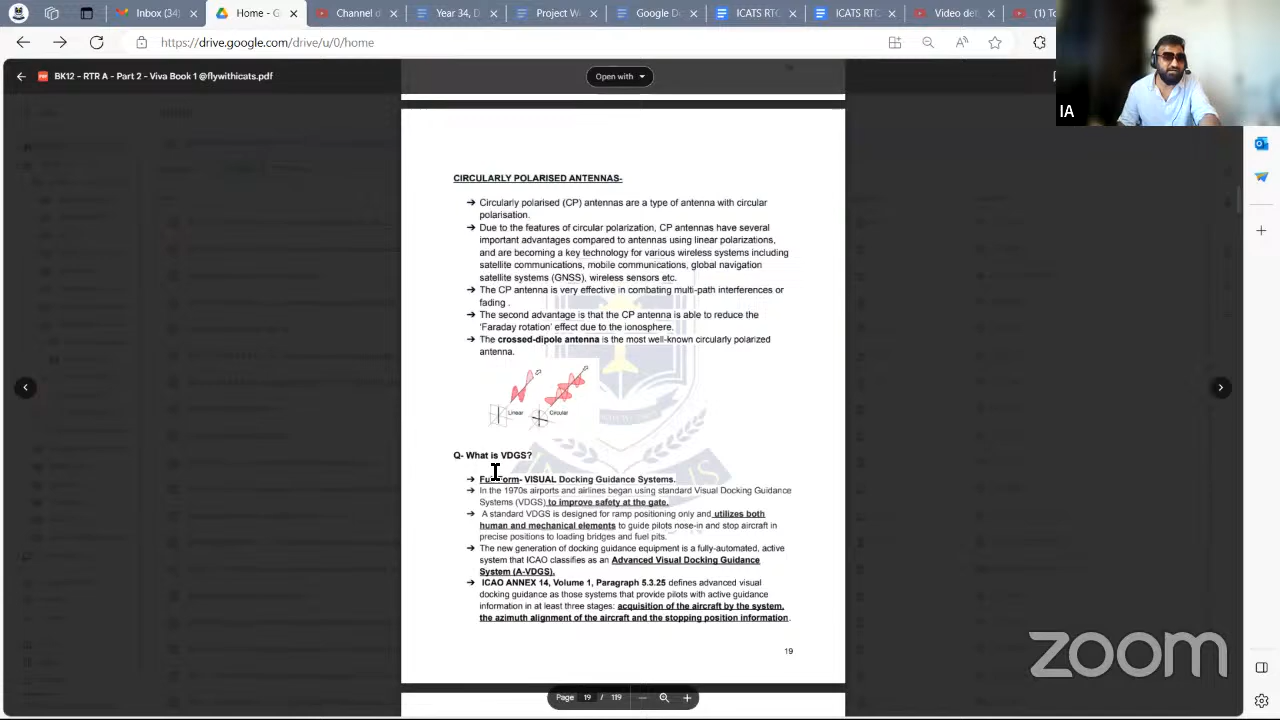 Year 30, D
Inbox (
Home - G
Channel c
Year 3, D
ICATS RTC
ICATS RTC
Video det
(1) Tc
https://drive.google.com/drive/u/0/home
BK12 - RTR A - Part 2 - Viva Book 1 @flywithicats.pdf
Open with
IA
CIRCULARLY POLARISED ANTENNAS-
➔ Circularly polarised (CP) antennas are a type of antenna with circular
polarisation.
➔ Due to the features of circular polarization, CP antennas have several
important advantages compared to antennas using linear polarizations,
and are becoming a key technology for various wireless systems including
satellite communications, mobile communications, global navigation
satellite systems (GNSS), wireless sensors etc.
➔ The CP antenna is very effective in combating multi-path interferences or
fading .
➔ The second advantage is that the CP antenna is able to reduce the
‘Faraday rotation’ effect due to the ionosphere.
➔ The crossed-dipole antenna is the most well-known circularly polarized
antenna.
Linear
Circular
Q- What is VDGS?
➔ Full Form- VISUAL Docking Guidance Systems.
➔ In the 1970s airports and airlines began using standard Visual Docking Guidance
Systems (VDGS) to improve safety at the gate.
➔ A standard VDGS is designed for ramp positioning only and utilizes both
human and mechanical elements to guide pilots nose-in and stop aircraft in
precise positions to loading bridges and fuel pits.
➔ The new generation of docking guidance equipment is a fully-automated, active
system that ICAO classifies as an Advanced Visual Docking Guidance
System (A-VDGS).
➔ ICAO ANNEX 14, Volume 1, Paragraph 5.3.25 defines advanced visual
docking guidance as those systems that provide pilots with active guidance
information in at least three stages: acquisition of the aircraft by the system,
the azimuth alignment of the aircraft and the stopping position information.
19
zoom
Page 19 / 119